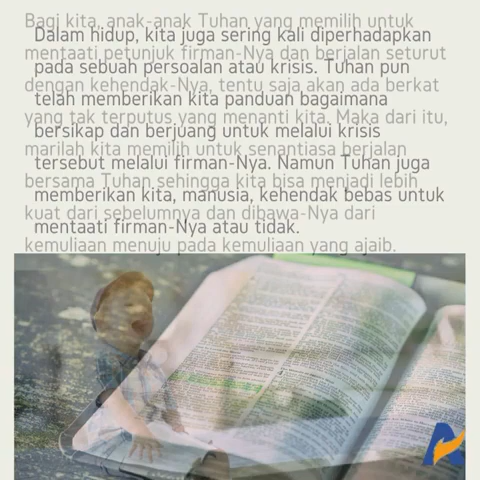 Bagi kita, anak-anak Tuhan yang memilih untuk
mentaati petunjuk firman-Nya dan berjalan seturut
dengan kehendak-Nya, tentu saja akan ada berkat
yang tak terputus yang menanti kita. Maka dari itu,
marilah kita memilih untuk senantiasa berjalan
bersama Tuhan sehingga kita bisa menjadi lebih
kuat dari sebelumnya dan dibawa-Nya dari
kemuliaan menuju pada kemuliaan yang ajaib.
Dalam hidup, kita juga sering kali diperhadapkan
pada sebuah persoalan atau krisis. Tuhan pun
telah memberikan kita panduan bagaimana
bersikap dan berjuang untuk melalui krisis
tersebut melalui firman-Nya. Namun Tuhan juga
memberikan kita, manusia, kehendak bebas untuk
mentaati firman-Nya atau tidak.